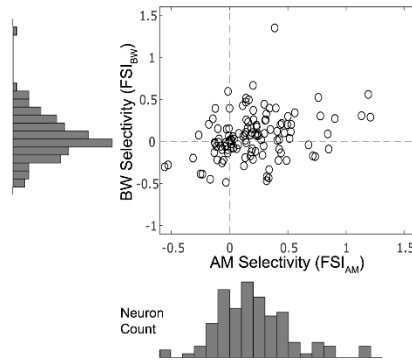 1.5
1
0.5
0
-0.5
-1
BW Selectivity (FSI_BW)
-0.5 0 0.5 1 1.5
AM Selectivity (FSI_AM)
Neuron
Count